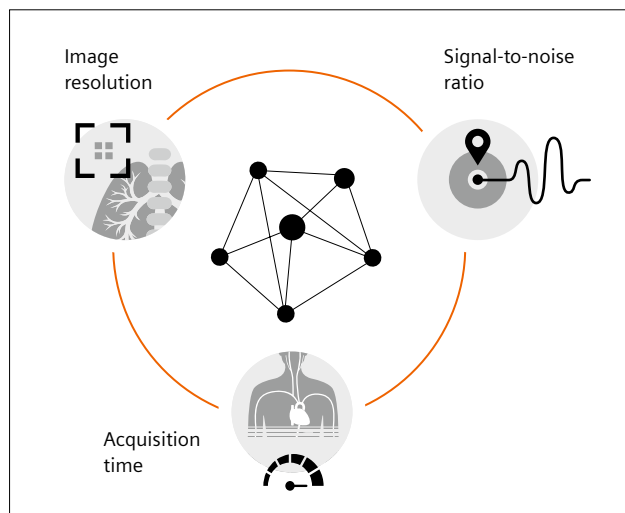 Image
resolution
Signal-to-noise
ratio
Acquisition
time